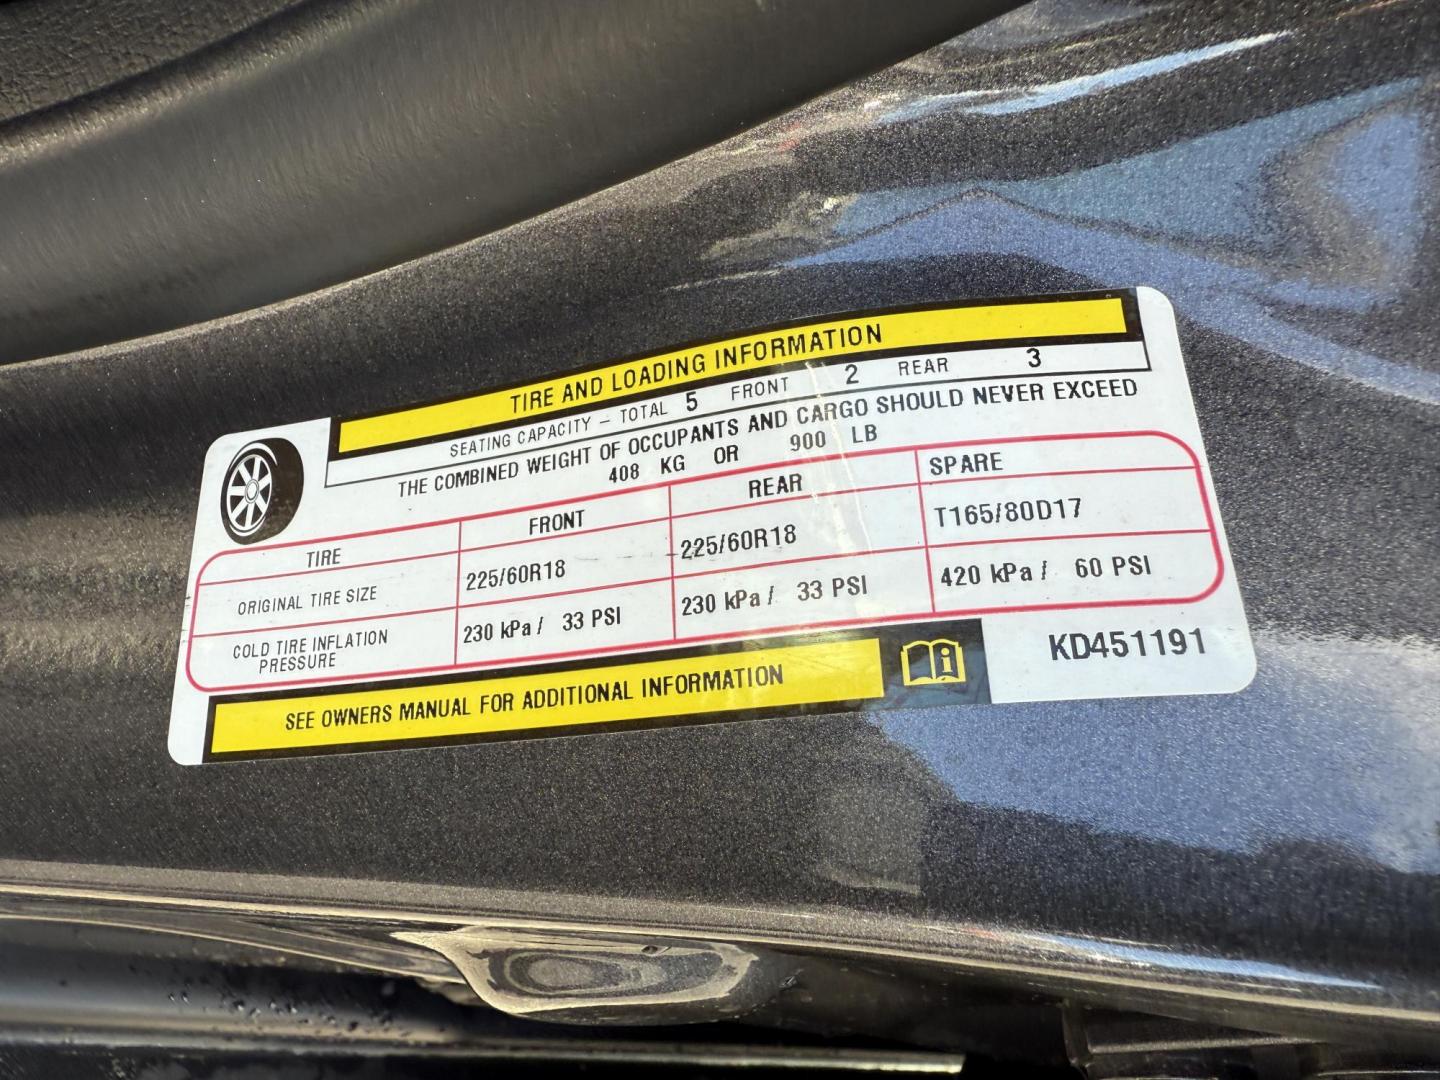 TIRE AND LOADING INFORMATION
SEATING CAPACITY – TOTAL 5 FRONT 2 REAR 3
THE COMBINED WEIGHT OF OCCUPANTS AND CARGO SHOULD NEVER EXCEED
408 KG OR 900 LB
TIRE FRONT REAR SPARE
ORIGINAL TIRE SIZE 225/60R18 225/60R18 T165/80D17
COLD TIRE INFLATION PRESSURE 230 kPa / 33 PSI 230 kPa / 33 PSI 420 kPa / 60 PSI
SEE OWNERS MANUAL FOR ADDITIONAL INFORMATION
KD451191